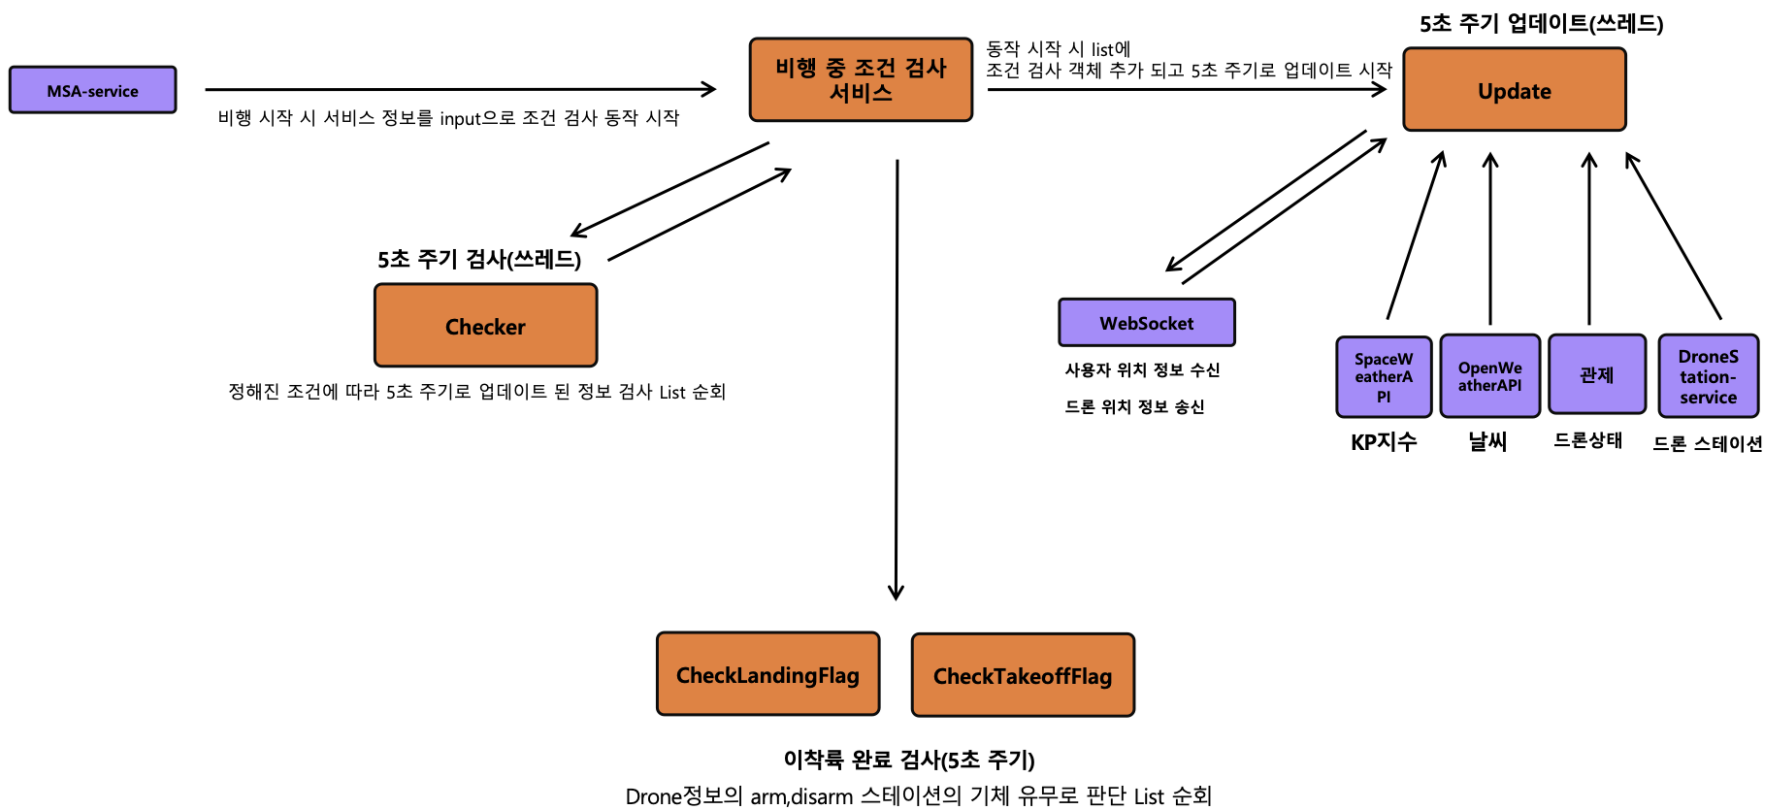 5초 주기 업데이트(쓰레드)
MSA-service
비행 시작 시 서비스 정보를 input으로 조건 검사 동작 시작
비행 중 조건 검사
서비스
동작 시작 시 list에
조건 검사 객체 추가 되고 5초 주기로 업데이트 시작
Update
5초 주기 검사(쓰레드)
Checker
정해진 조건에 따라 5초 주기로 업데이트 된 정보 검사 List 순회
WebSocket
사용자 위치 정보 수신
드론 위치 정보 송신
SpaceW
eatherA
PI
KP지수
OpenWe
atherAPI
날씨
관제
드론상태
DroneS
tation-
service
드론 스테이션
CheckLandingFlag
CheckTakeoffFlag
이착륙 완료 검사(5초 주기)
Drone정보의 arm,disarm 스테이션의 기체 유무로 판단 List 순회